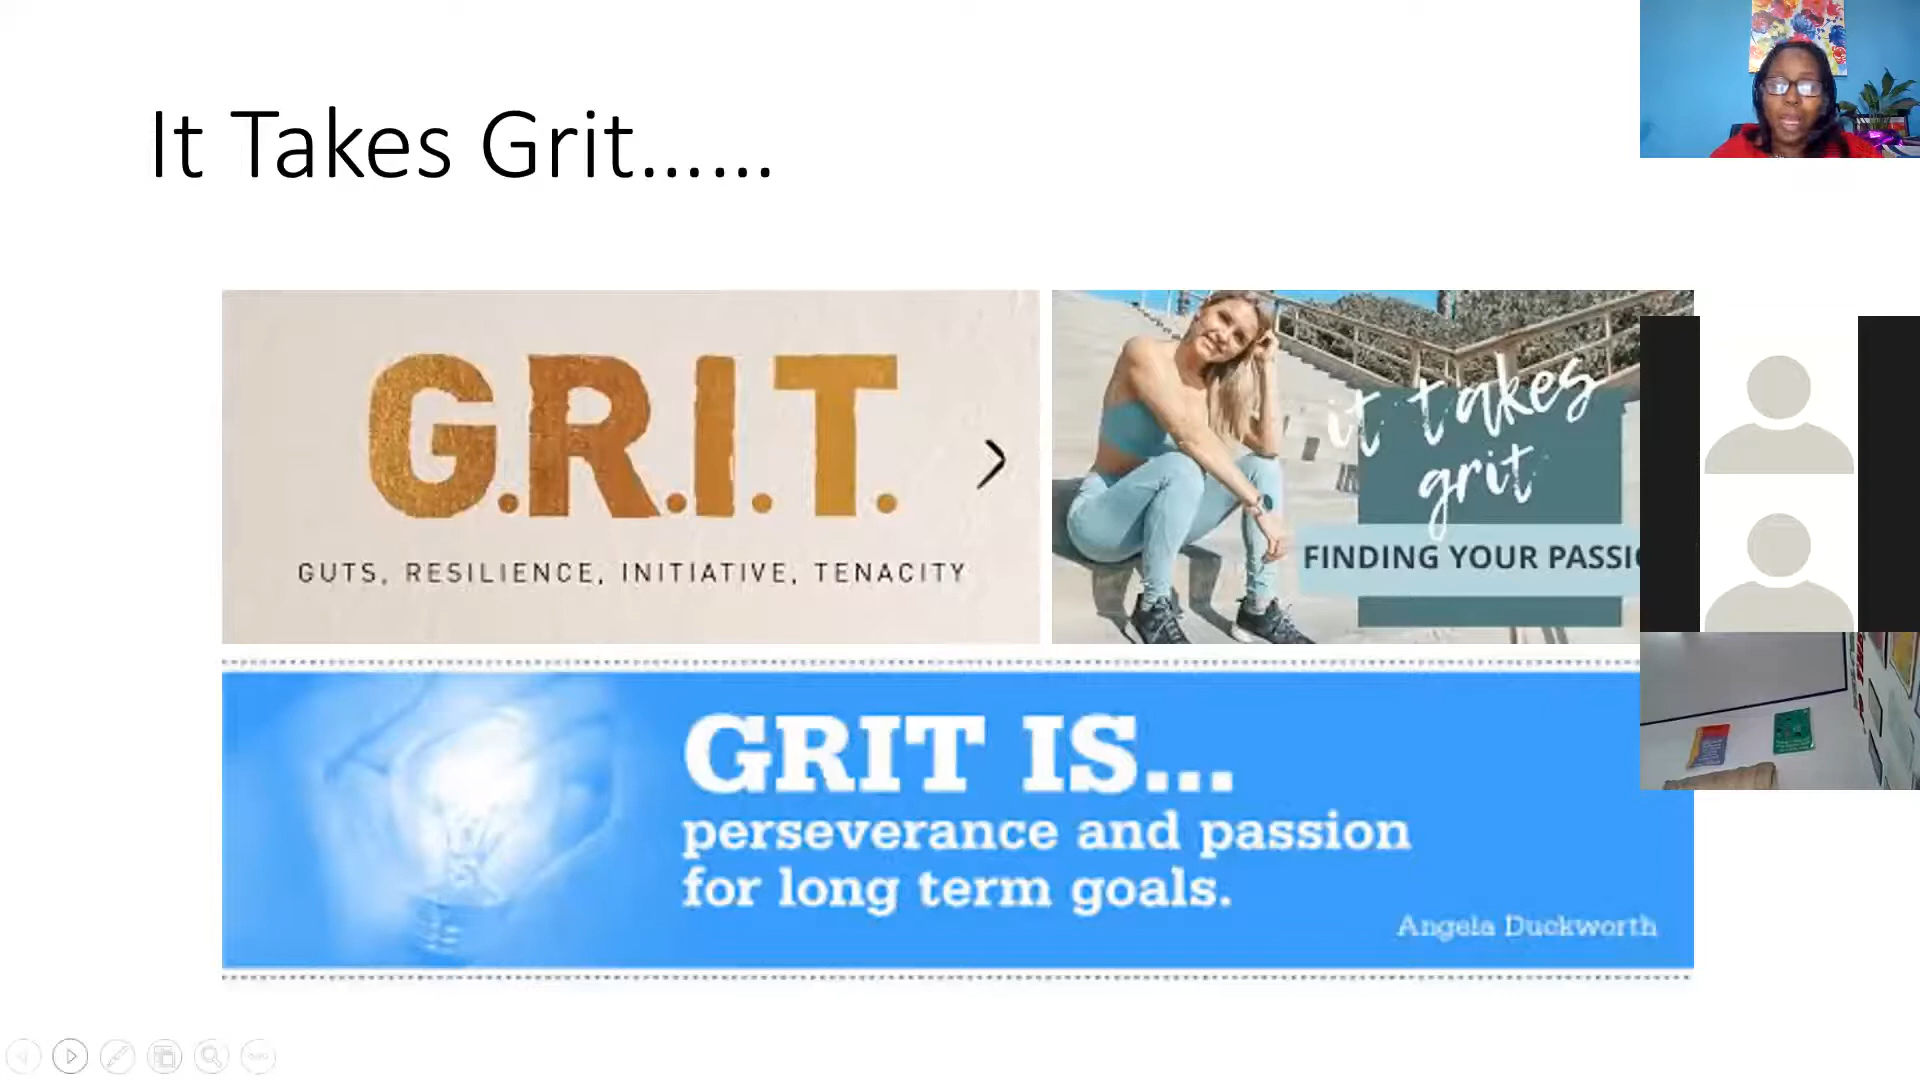 It Takes Grit......
G.R.I.T.
GUTS, RESILIENCE, INITIATIVE, TENACITY
it takes
grit
FINDING YOUR PASSI
GRIT IS...
perseverance and passion
for long term goals.
Angela Duckworth